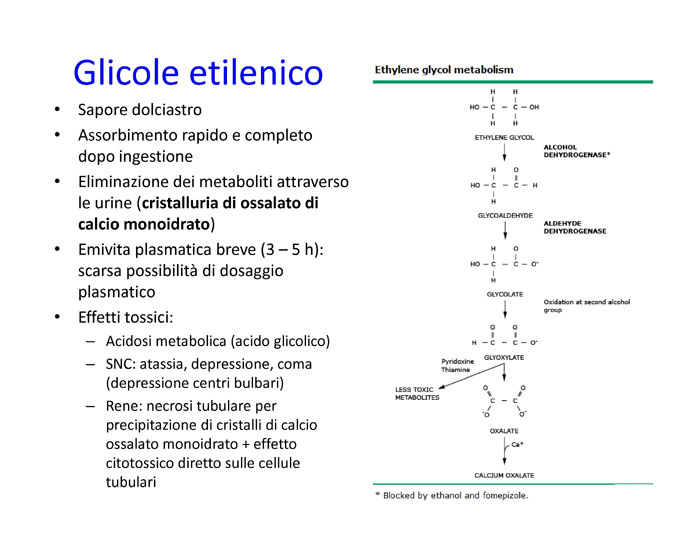 Glicole etilenico
• Sapore dolciastro
• Assorbimento rapido e completo
dopo ingestione
• Eliminazione dei metaboliti attraverso
le urine (cristalluria di ossalato di
calcio monoidrato)
• Emivita plasmatica breve (3 – 5 h):
scarsa possibilità di dosaggio
plasmatico
• Effetti tossici:
– Acidosi metabolica (acido glicolico)
– SNC: atassia, depressione, coma
(depressione centri bulbari)
– Rene: necrosi tubulare per
precipitazione di cristalli di calcio
ossalato monoidrato + effetto
citotossico diretto sulle cellule
tubulari
Ethylene glycol metabolism
H H
HO – C – C – OH
H H
ETHYLENE GLYCOL
ALCOHOL
DEHYDROGENASE*
H O
HO – C – C – H
H
GLYCOALDEHYDE
ALDEHYDE
DEHYDROGENASE
H O
HO – C – C – O-
H
GLYCOLATE
Oxidation at second alcohol
group
O O
H – C – C – O-
GLYOXYLATE
Pyridoxine
Thiamine
LESS TOXIC
METABOLITES
O O
C – C
-O O-
OXALATE
Ca+
CALCIUM OXALATE
* Blocked by ethanol and fomepizole.